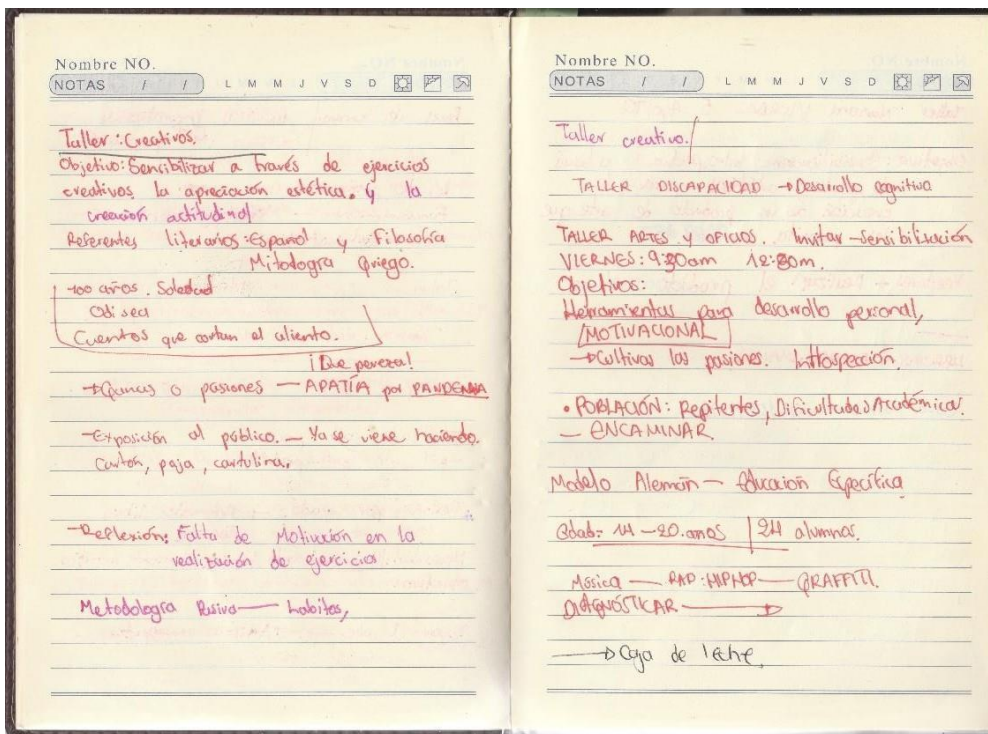 Nombre NO.
NOTAS / / L M M J V S D
Taller: Creativos.
Objetivo: Sensibilizar a través de ejercicios
creativos la apreciación estética. y la
creación actitudinal
Referentes literarios: Español y Filosofía
Mitología griego.
100 años. Soledad
Odisea
Cuentos que cortan el aliento.
¡Que pereza!
o pasiones — APATÍA por PANDEMIA
- Exposición al público. — Ya se viene haciendo.
Cartón, paja, cartulina.
- Reflexión: Falta de Motivación en la
realización de ejercicios
Metodología — habitos,
Nombre NO.
NOTAS / / L M M J V S D
Taller creativo.
TALLER DISCAPACIDAD → Desarrollo cognitivo
TALLER ARTES y OFICIOS. Invitar - Sensibilización
VIERNES: 9:30am 12:30m.
Objetivos:
Herramientas para desarrollo personal,
MOTIVACIONAL
→ Cultivar las pasiones. Introspección.
• POBLACIÓN: Repitentes, Dificultades Académicas.
— ENCAMINAR.
Modelo Alemán — Educación Específica
Edad: 14 - 20. años | 24 alumnos.
Música — RAP: HIPHOP — GRAFFITI.
DIAGNÓSTICAR →
→ Caja de leche.